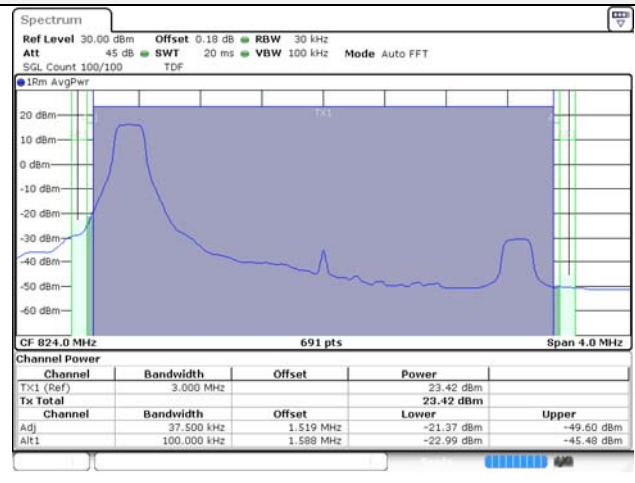 Spectrum
Ref Level 30.00 dBm Offset 0.18 dB RBW 30 kHz
Att 45 dB SWT 20 ms VBW 100 kHz Mode Auto FFT
SGL Count 100/100 TDF
1Rm AvgPwr
TX1
20 dBm
10 dBm
0 dBm
-10 dBm
-20 dBm
-30 dBm
-40 dBm
-50 dBm
-60 dBm
CF 824.0 MHz 691 pts Span 4.0 MHz
Channel Power
Channel Bandwidth Offset Power
TX1 (Ref) 3.000 MHz 23.42 dBm
Tx Total 23.42 dBm
Channel Bandwidth Offset Lower Upper
Adj 37.500 kHz 1.519 MHz -21.37 dBm -49.60 dBm
Alt1 100.000 kHz 1.588 MHz -22.99 dBm -45.48 dBm